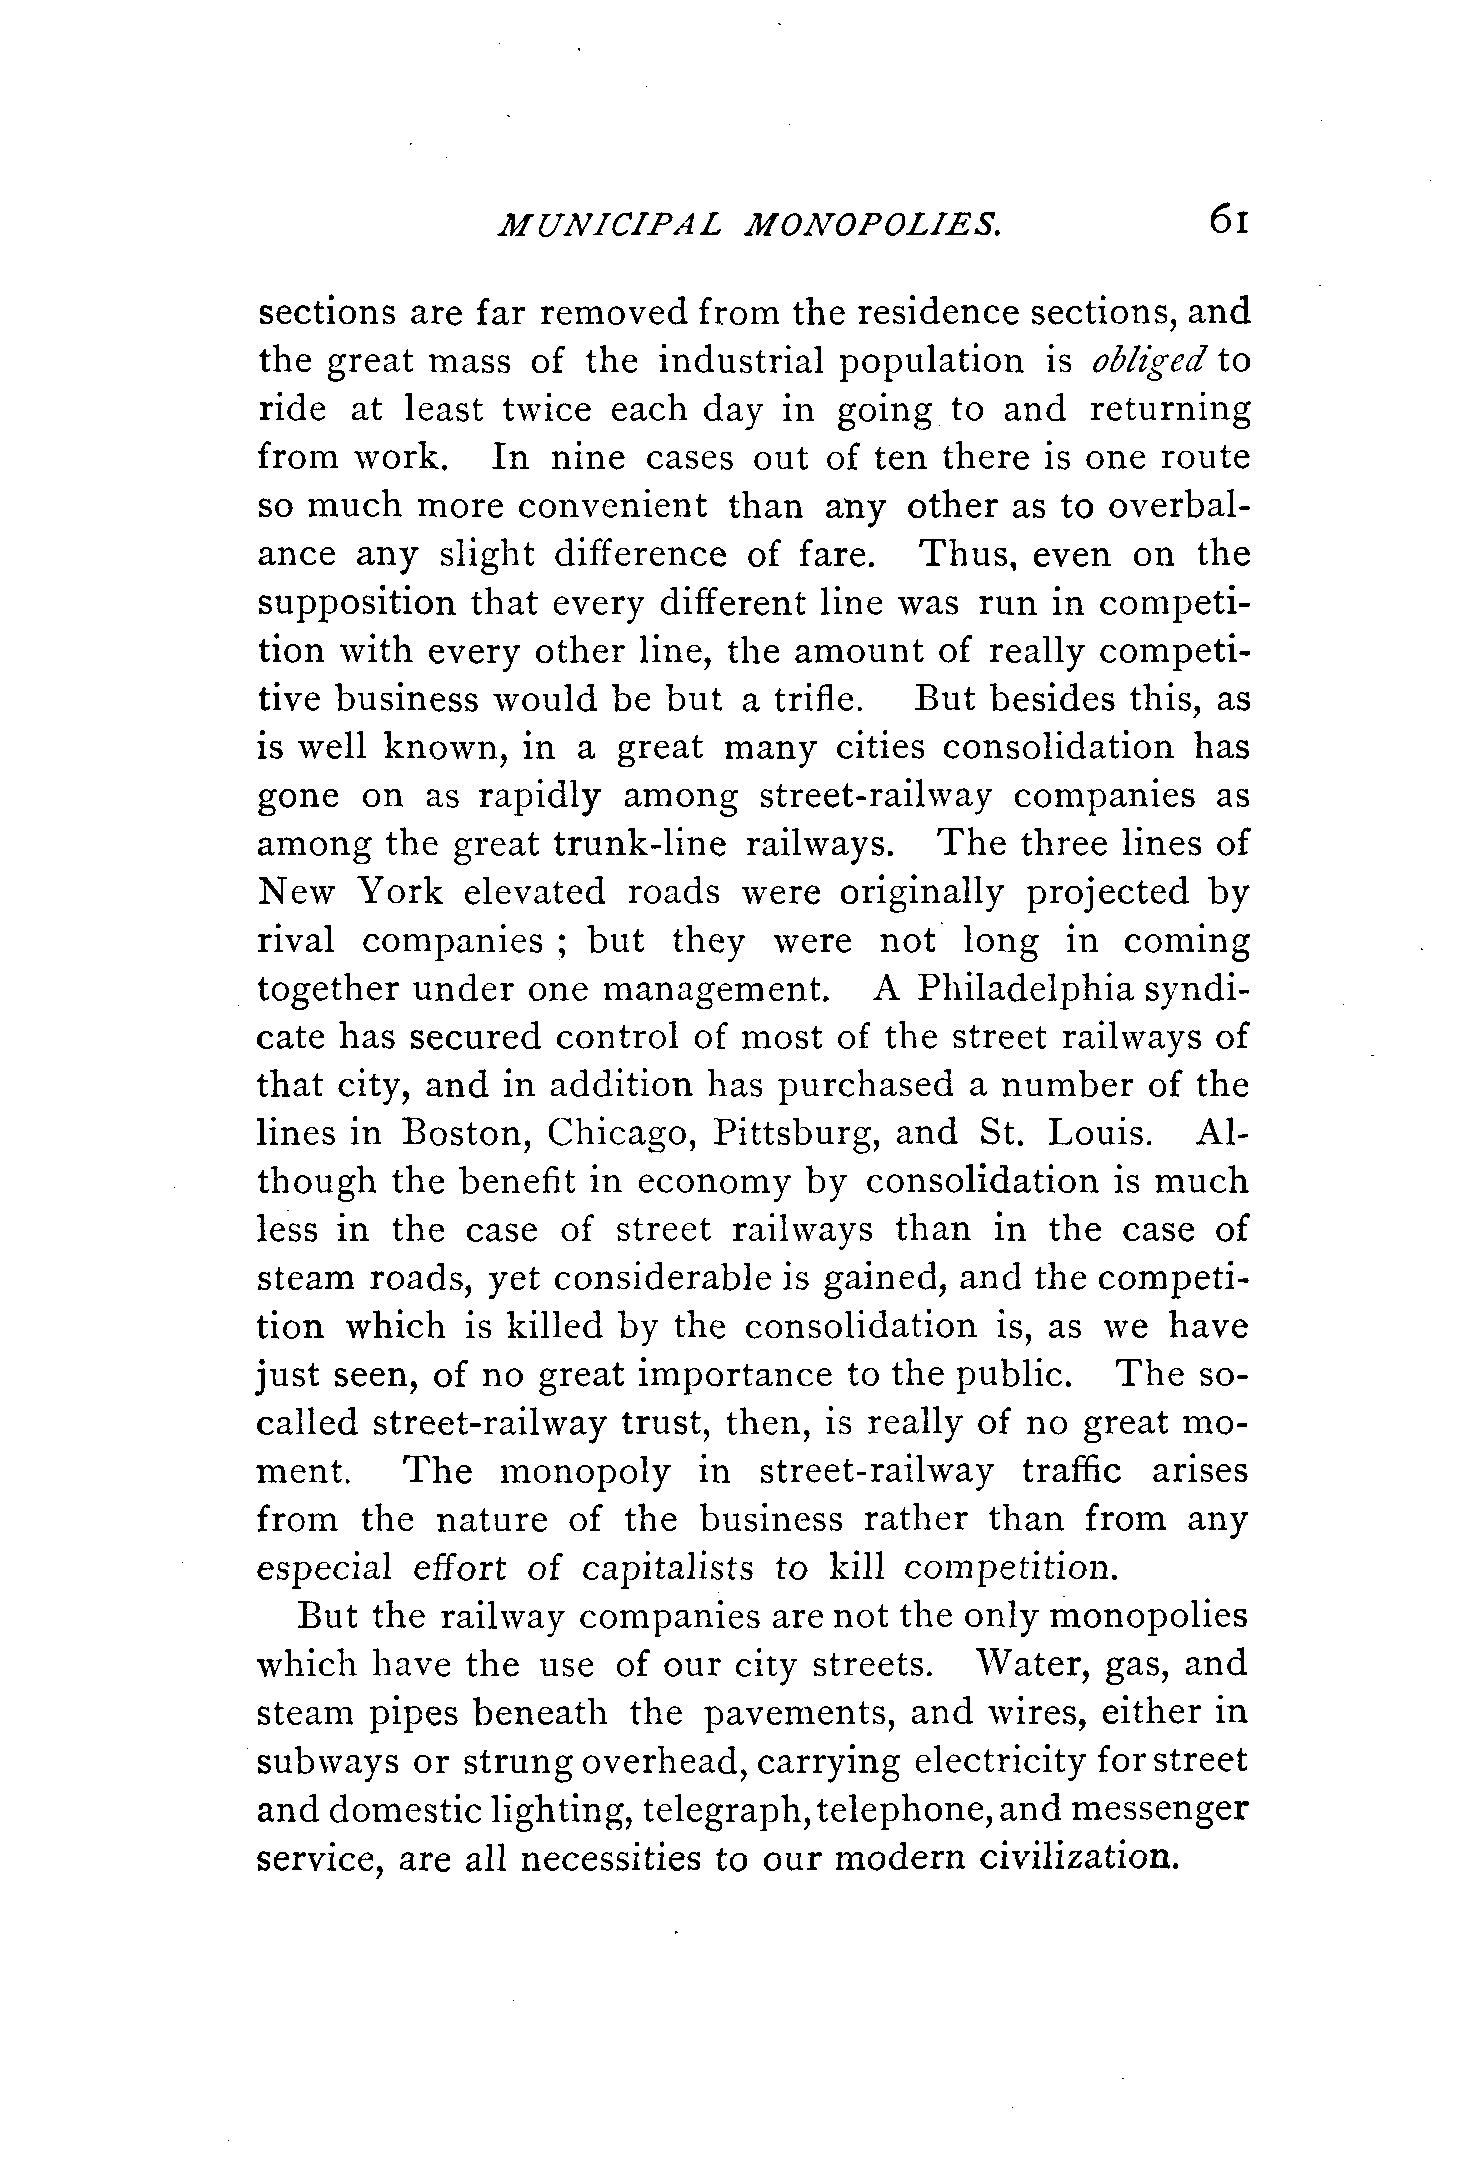 MUNICIPAL MONOPOLIES. 61
sections are far removed from the residence sections, and
the great mass of the industrial population is obliged to
ride at least twice each day in going to and returning
from work. In nine cases out of ten there is one route
so much more convenient than any other as to overbal-
ance any slight difference of fare. Thus, even on the
supposition that every different line was run in competi-
tion with every other line, the amount of really competi-
tive business would be but a trifle. But besides this, as
is well known, in a great many cities consolidation has
gone on as rapidly among street-railway companies as
among the great trunk-line railways. The three lines of
New York elevated roads were originally projected by
rival companies ; but they were not long in coming
together under one management. A Philadelphia syndi-
cate has secured control of most of the street railways of
that city, and in addition has purchased a number of the
lines in Boston, Chicago, Pittsburg, and St. Louis. Al-
though the benefit in economy by consolidation is much
less in the case of street railways than in the case of
steam roads, yet considerable is gained, and the competi-
tion which is killed by the consolidation is, as we have
just seen, of no great importance to the public. The so-
called street-railway trust, then, is really of no great mo-
ment. The monopoly in street-railway traffic arises
from the nature of the business rather than from any
especial effort of capitalists to kill competition.
But the railway companies are not the only monopolies
which have the use of our city streets. Water, gas, and
steam pipes beneath the pavements, and wires, either in
subways or strung overhead, carrying electricity for street
and domestic lighting, telegraph, telephone, and messenger
service, are all necessities to our modern civilization.